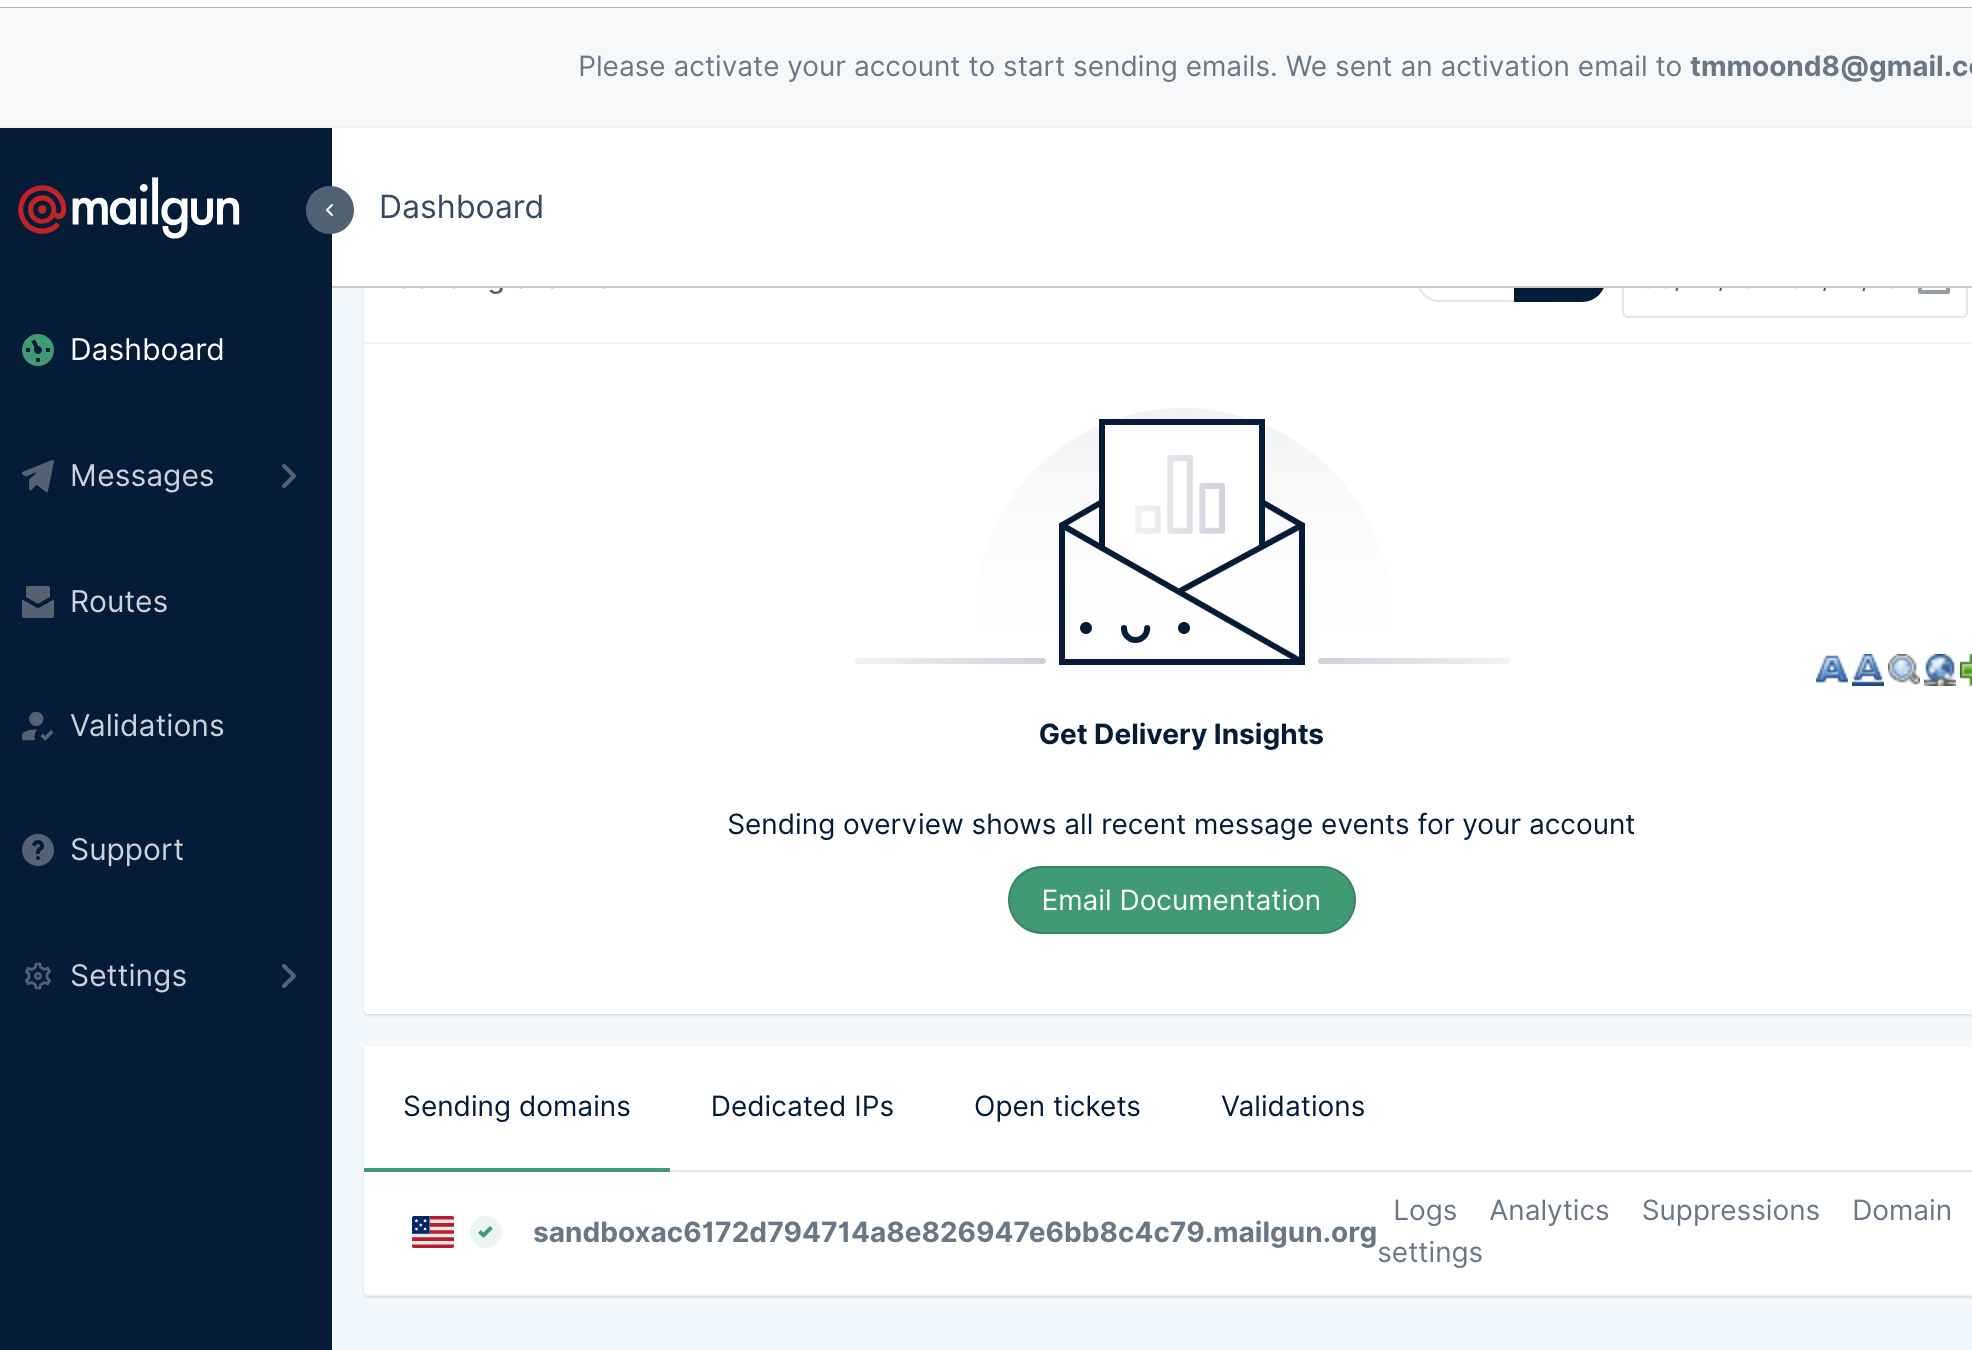 Please activate your account to start sending emails. We sent an activation email to tmmoond8@gmail.c
mailgun
Dashboard
Dashboard
Messages
Routes
Validations
Support
Settings
Get Delivery Insights
Sending overview shows all recent message events for your account
Email Documentation
Sending domains Dedicated IPs Open tickets Validations
sandboxac6172d794714a8e826947e6bb8c4c79.mailgun.org Logs Analytics Suppressions Domain
settings